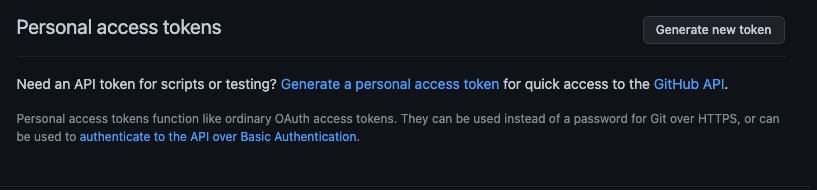 Personal access tokens
Generate new token
Need an API token for scripts or testing? Generate a personal access token for quick access to the GitHub API.
Personal access tokens function like ordinary OAuth access tokens. They can be used instead of a password for Git over HTTPS, or can
be used to authenticate to the API over Basic Authentication.